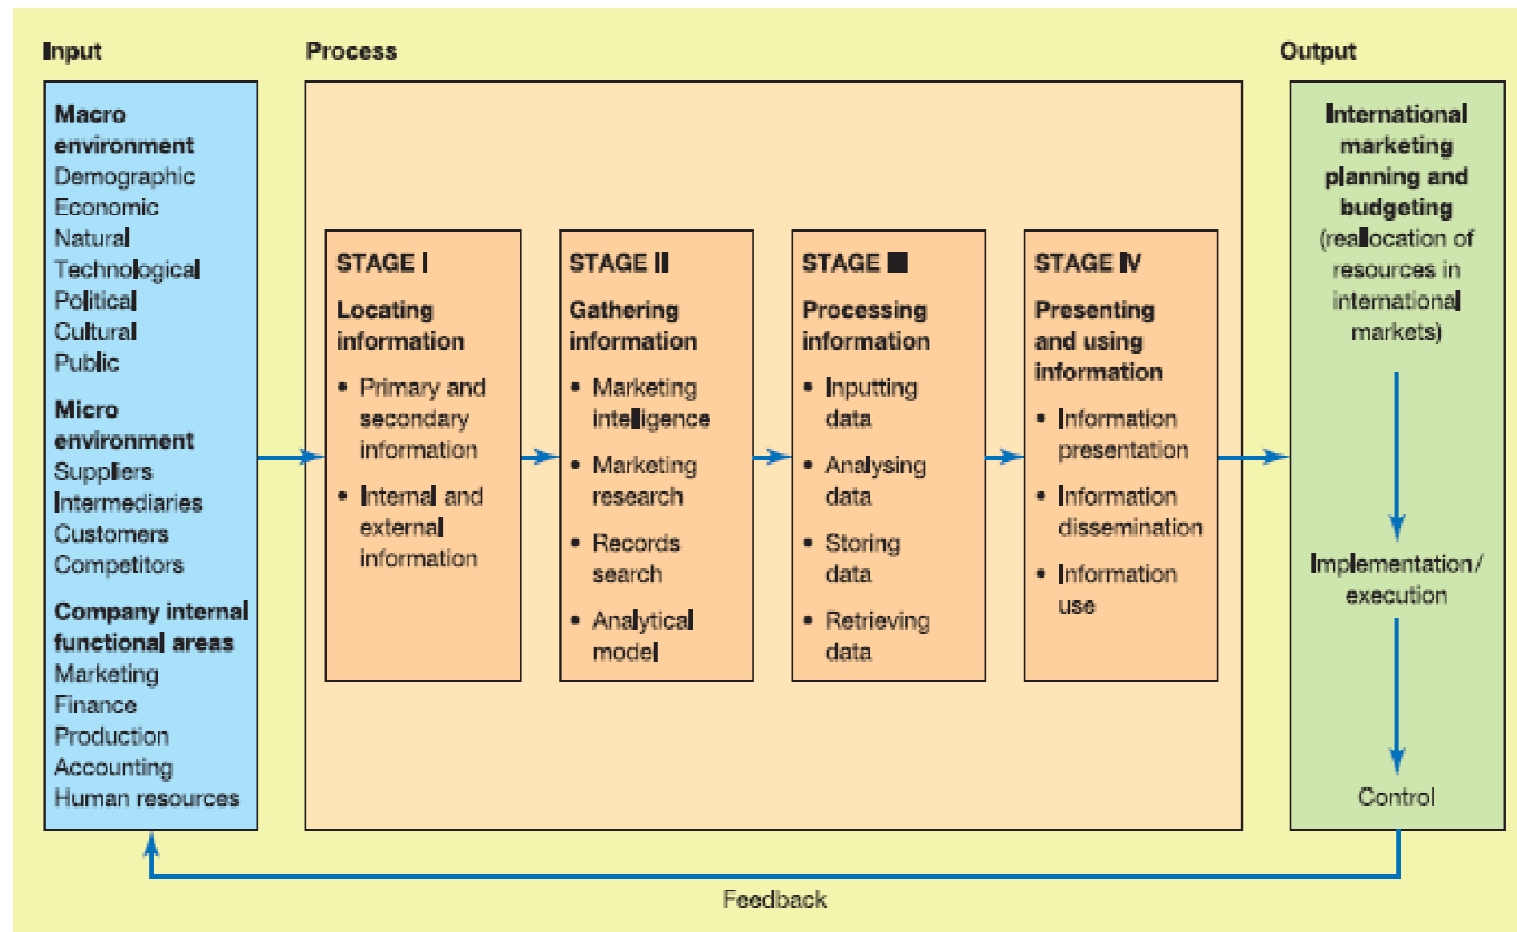 Input
Process
Output
Macro
environment
Demographic
Economic
Natural
Technological
Political
Cultural
Public
Micro
environment
Suppliers
Intermediaries
Customers
Competitors
Company internal
functional areas
Marketing
Finance
Production
Accounting
Human resources
STAGE I
Locating
information
• Primary and
secondary
information
• Internal and
external
information
STAGE II
Gathering
information
• Marketing
intelligence
• Marketing
research
• Records
search
• Analytical
model
STAGE III
Processing
information
• Inputting
data
• Analysing
data
• Storing
data
• Retrieving
data
STAGE IV
Presenting
and using
information
• Information
presentation
• Information
dissemination
• Information
use
International
marketing
planning and
budgeting
(reallocation of
resources in
international
markets)
Implementation/
execution
Control
Feedback